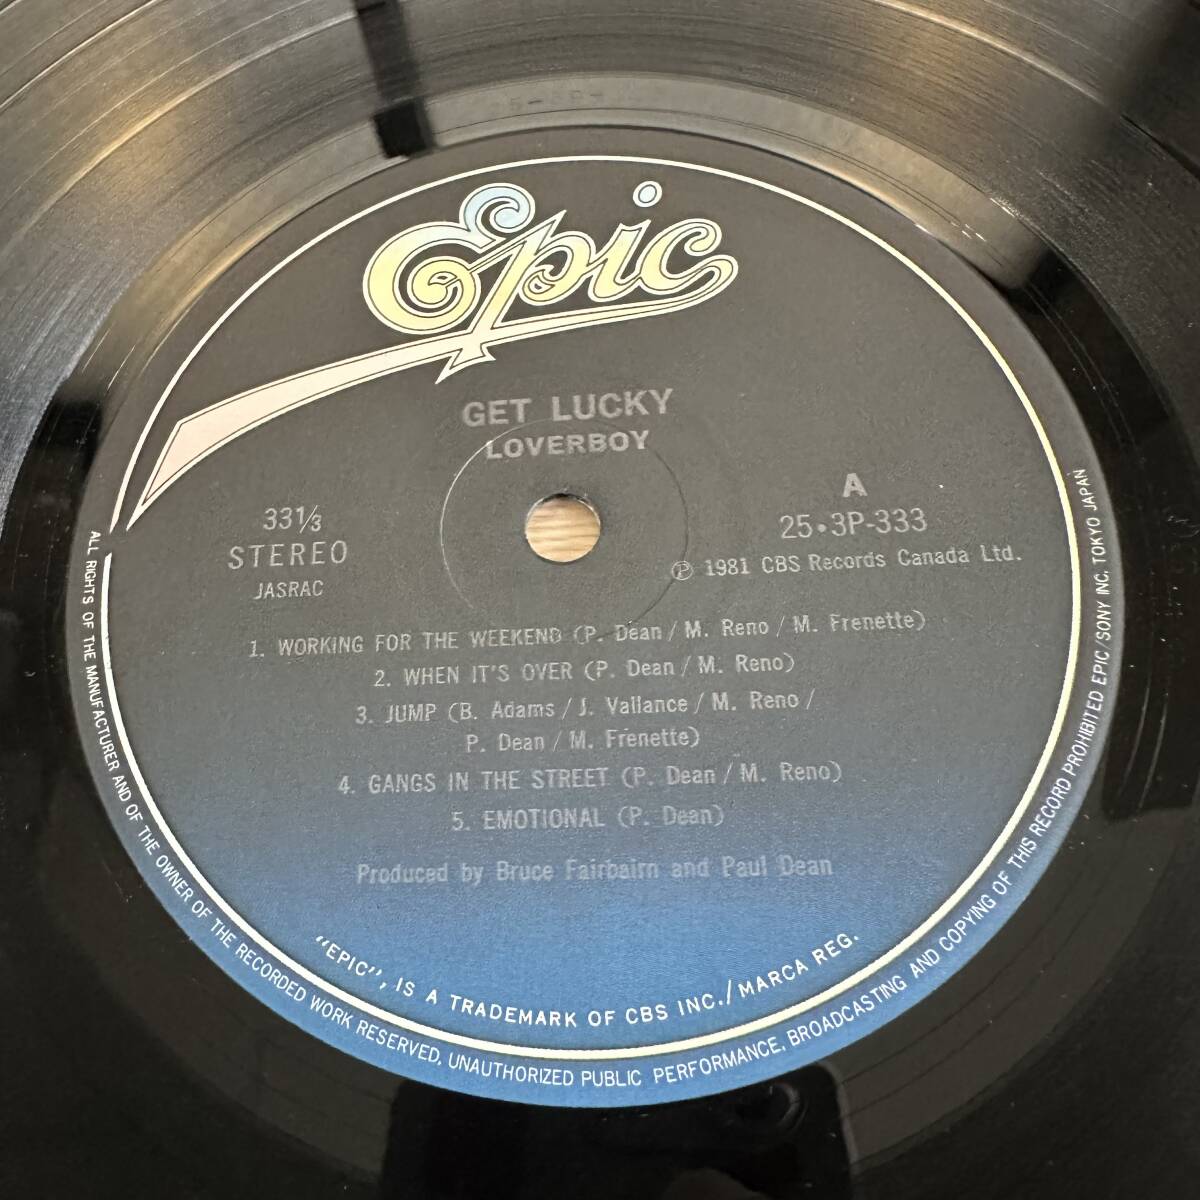 Epic
GET LUCKY
LOVERBOY
33⅓
STEREO
JASRAC
A
25・3P-333
Ⓟ 1981 CBS Records Canada Ltd.
1. WORKING FOR THE WEEKEND (P. Dean / M. Reno / M. Frenette)
2. WHEN IT'S OVER (P. Dean / M. Reno)
3. JUMP (B. Adams / J. Vallance / M. Reno /
P. Dean / M. Frenette)
4. GANGS IN THE STREET (P. Dean / M. Reno)
5. EMOTIONAL (P. Dean)
Produced by Bruce Fairbairn and Paul Dean
"EPIC", IS A TRADEMARK OF CBS INC./MARCA REG.
ALL RIGHTS OF THE MANUFACTURER AND OF THE OWNER OF THE RECORDED WORK RESERVED, UNAUTHORIZED PUBLIC PERFORMANCE, BROADCASTING AND COPYING OF THIS RECORD PROHIBITED EPIC/SONY INC. TOKYO JAPAN